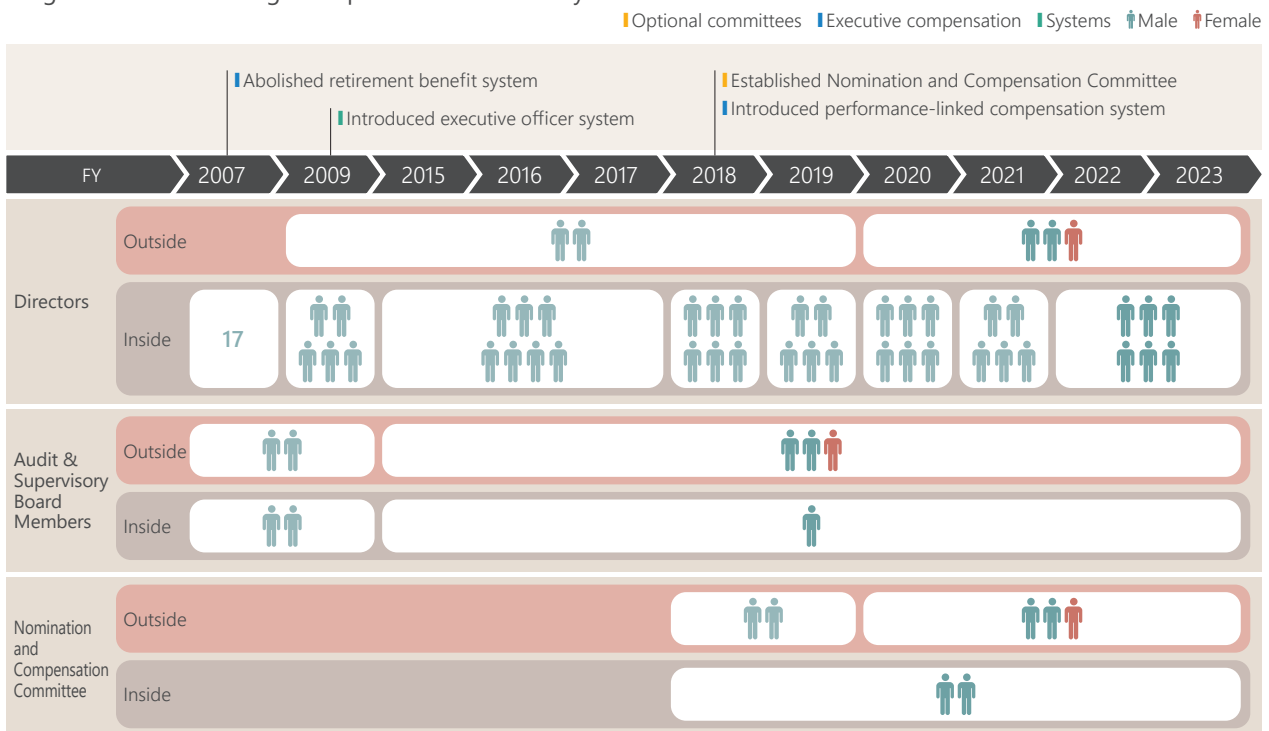 Optional committees Executive compensation Systems Male Female
Abolished retirement benefit system
Established Nomination and Compensation Committee
Introduced executive officer system
Introduced performance-linked compensation system
FY 2007 2009 2015 2016 2017 2018 2019 2020 2021 2022 2023
Directors
Outside
Inside
17
Audit &
Supervisory
Board
Members
Outside
Inside
Nomination
and
Compensation
Committee
Outside
Inside